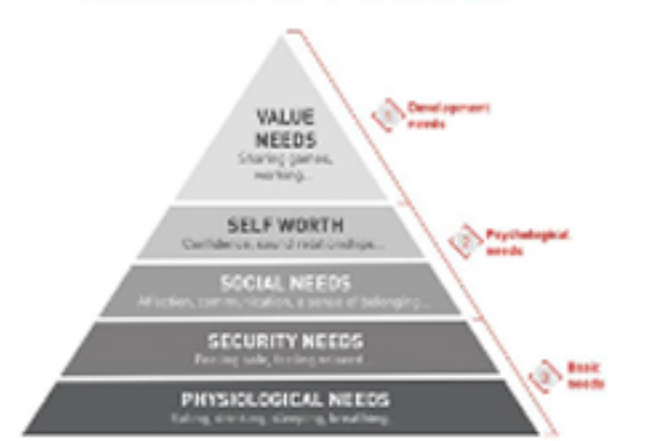 VALUE
NEEDS
Sharing games,
working...
SELF WORTH
Confidence, sound relationships...
SOCIAL NEEDS
Affection, communication, a sense of belonging...
SECURITY NEEDS
Feeling safe, feeling relaxed...
PHYSIOLOGICAL NEEDS
Eating, drinking, sleeping, breathing...
Development
needs
Psychological
needs
Basic
needs